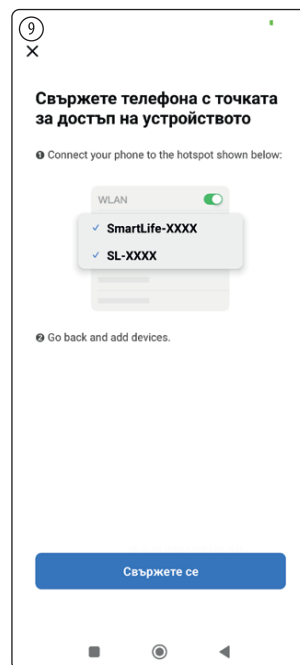 9
Свържете телефона с точката
за достъп на устройството
❶ Connect your phone to the hotspot shown below:
WLAN
SmartLife-XXXX
SL-XXXX
❷ Go back and add devices.
Свържете се